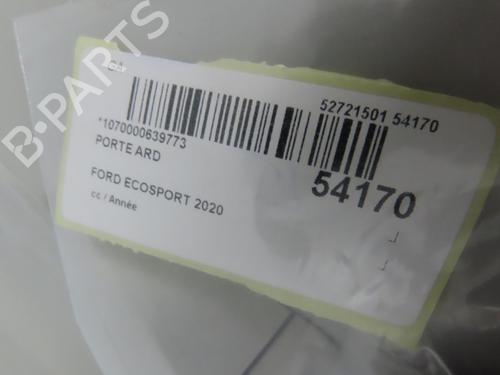 B-PARTS
52721501 54170
*1070000639773
PORTE ARD
54170
FORD ECOSPORT 2020
cc / Année